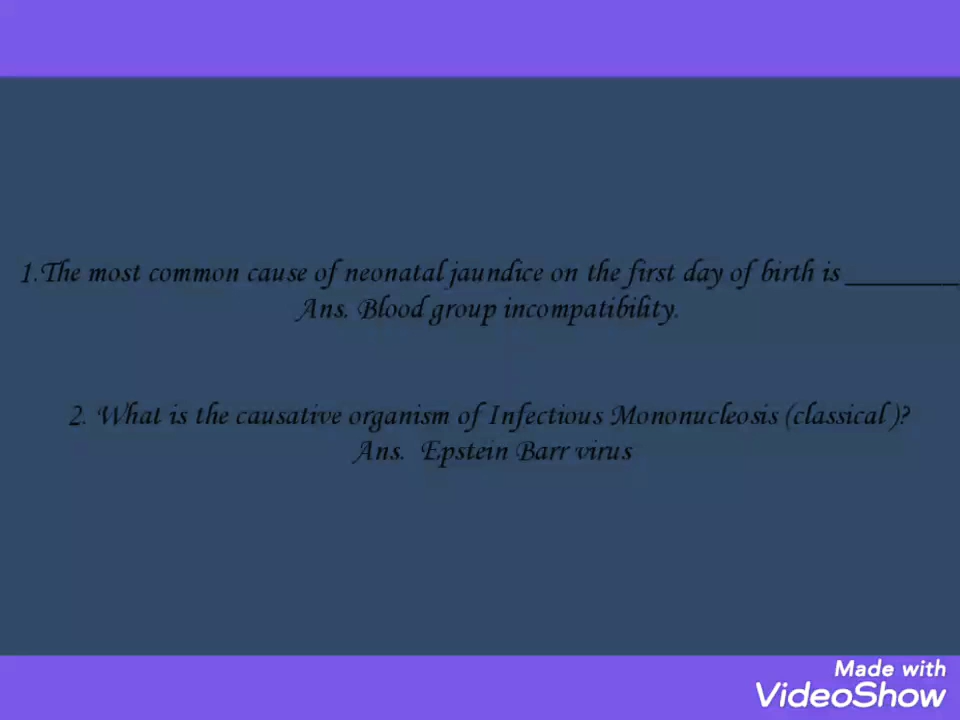 1.The most common cause of neonatal jaundice on the first day of birth is ________
Ans. Blood group incompatibility.
2. What is the causative organism of Infectious Mononucleosis (classical )?
Ans. Epstein Barr virus
Made with
VideoShow